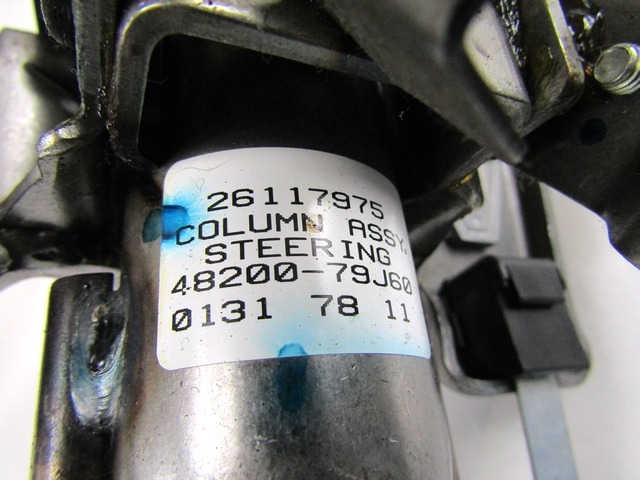 26117975
COLUMN ASSY,
STEERING
48200-79J60
0131 78 11